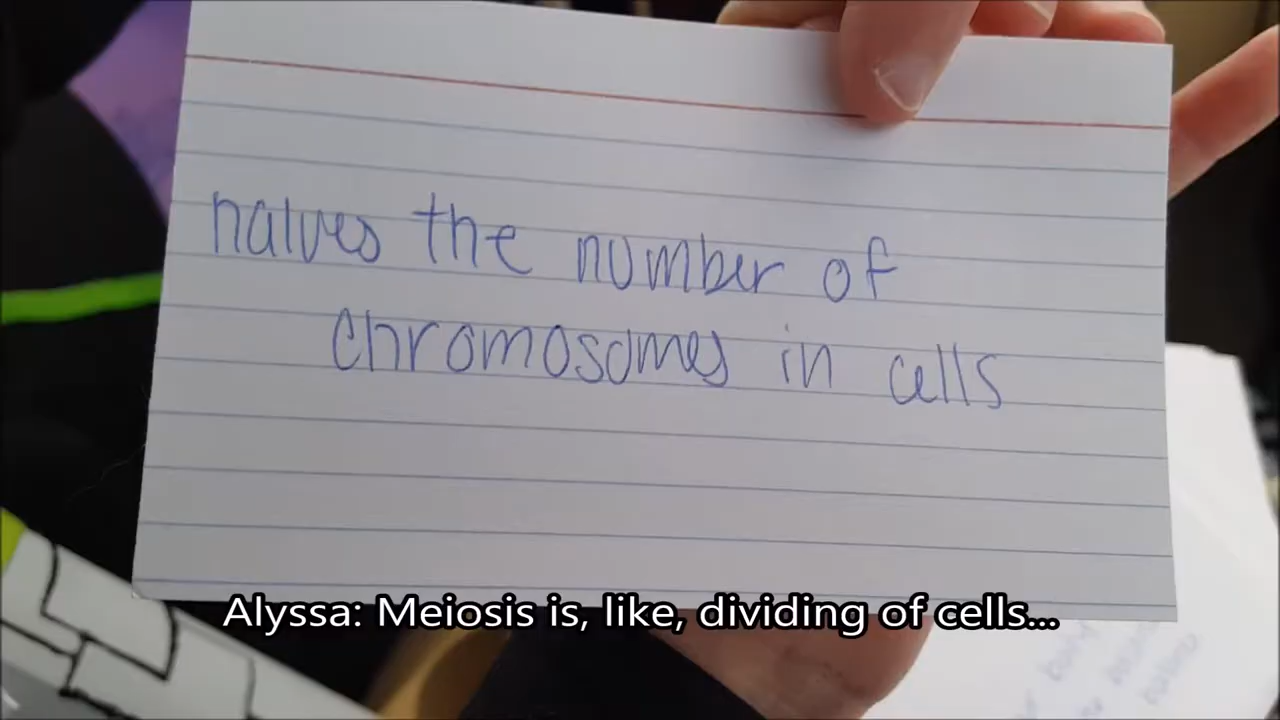 halves the number of
chromosomes in cells
Alyssa: Meiosis is, like, dividing of cells...